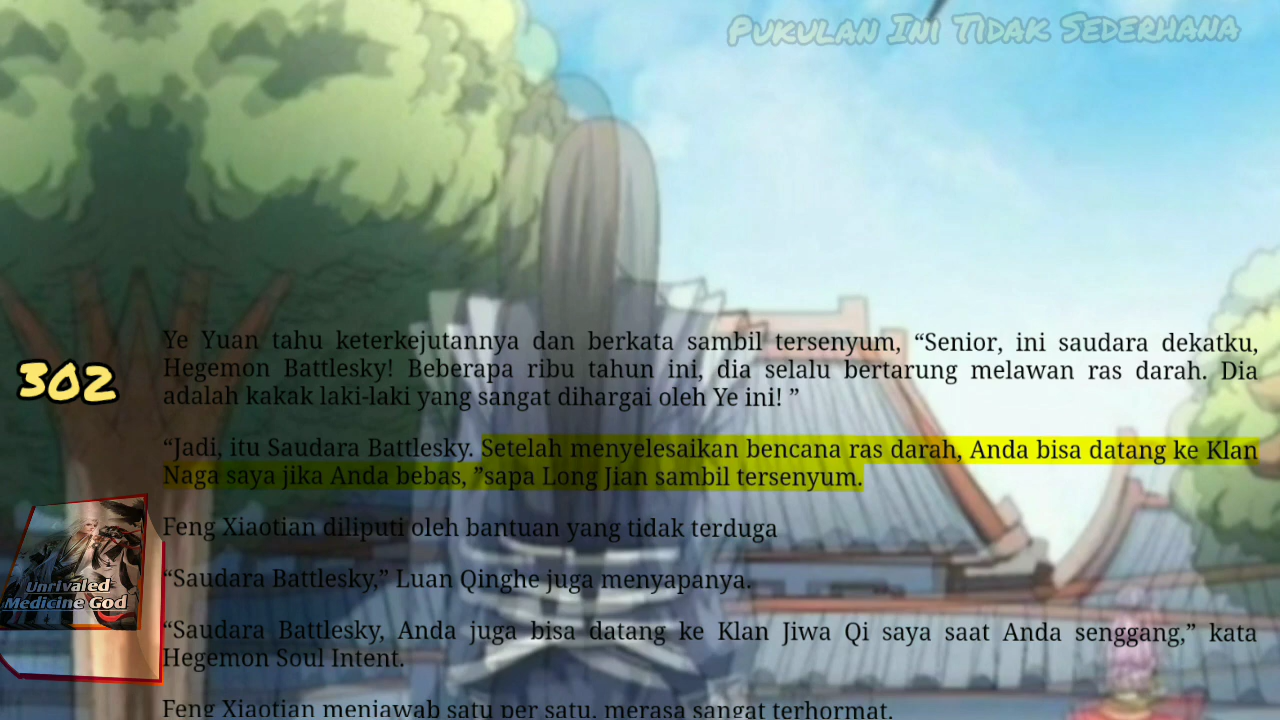 Pukulan Ini Tidak Sederhana
Ye Yuan tahu keterkejutannya dan berkata sambil tersenyum, “Senior, ini saudara dekatku,
Hegemon Battlesky! Beberapa ribu tahun ini, dia selalu bertarung melawan ras darah. Dia
adalah kakak laki-laki yang sangat dihargai oleh Ye ini! ”
302
“Jadi, itu Saudara Battlesky. Setelah menyelesaikan bencana ras darah, Anda bisa datang ke Klan
Naga saya jika Anda bebas, ”sapa Long Jian sambil tersenyum.
Feng Xiaotian diliputi oleh bantuan yang tidak terduga
“Saudara Battlesky,” Luan Qinghe juga menyapanya.
Unrivaled
Medicine God
“Saudara Battlesky, Anda juga bisa datang ke Klan Jiwa Qi saya saat Anda senggang,” kata
Hegemon Soul Intent.
Feng Xiaotian menjawab satu per satu, merasa sangat terhormat.